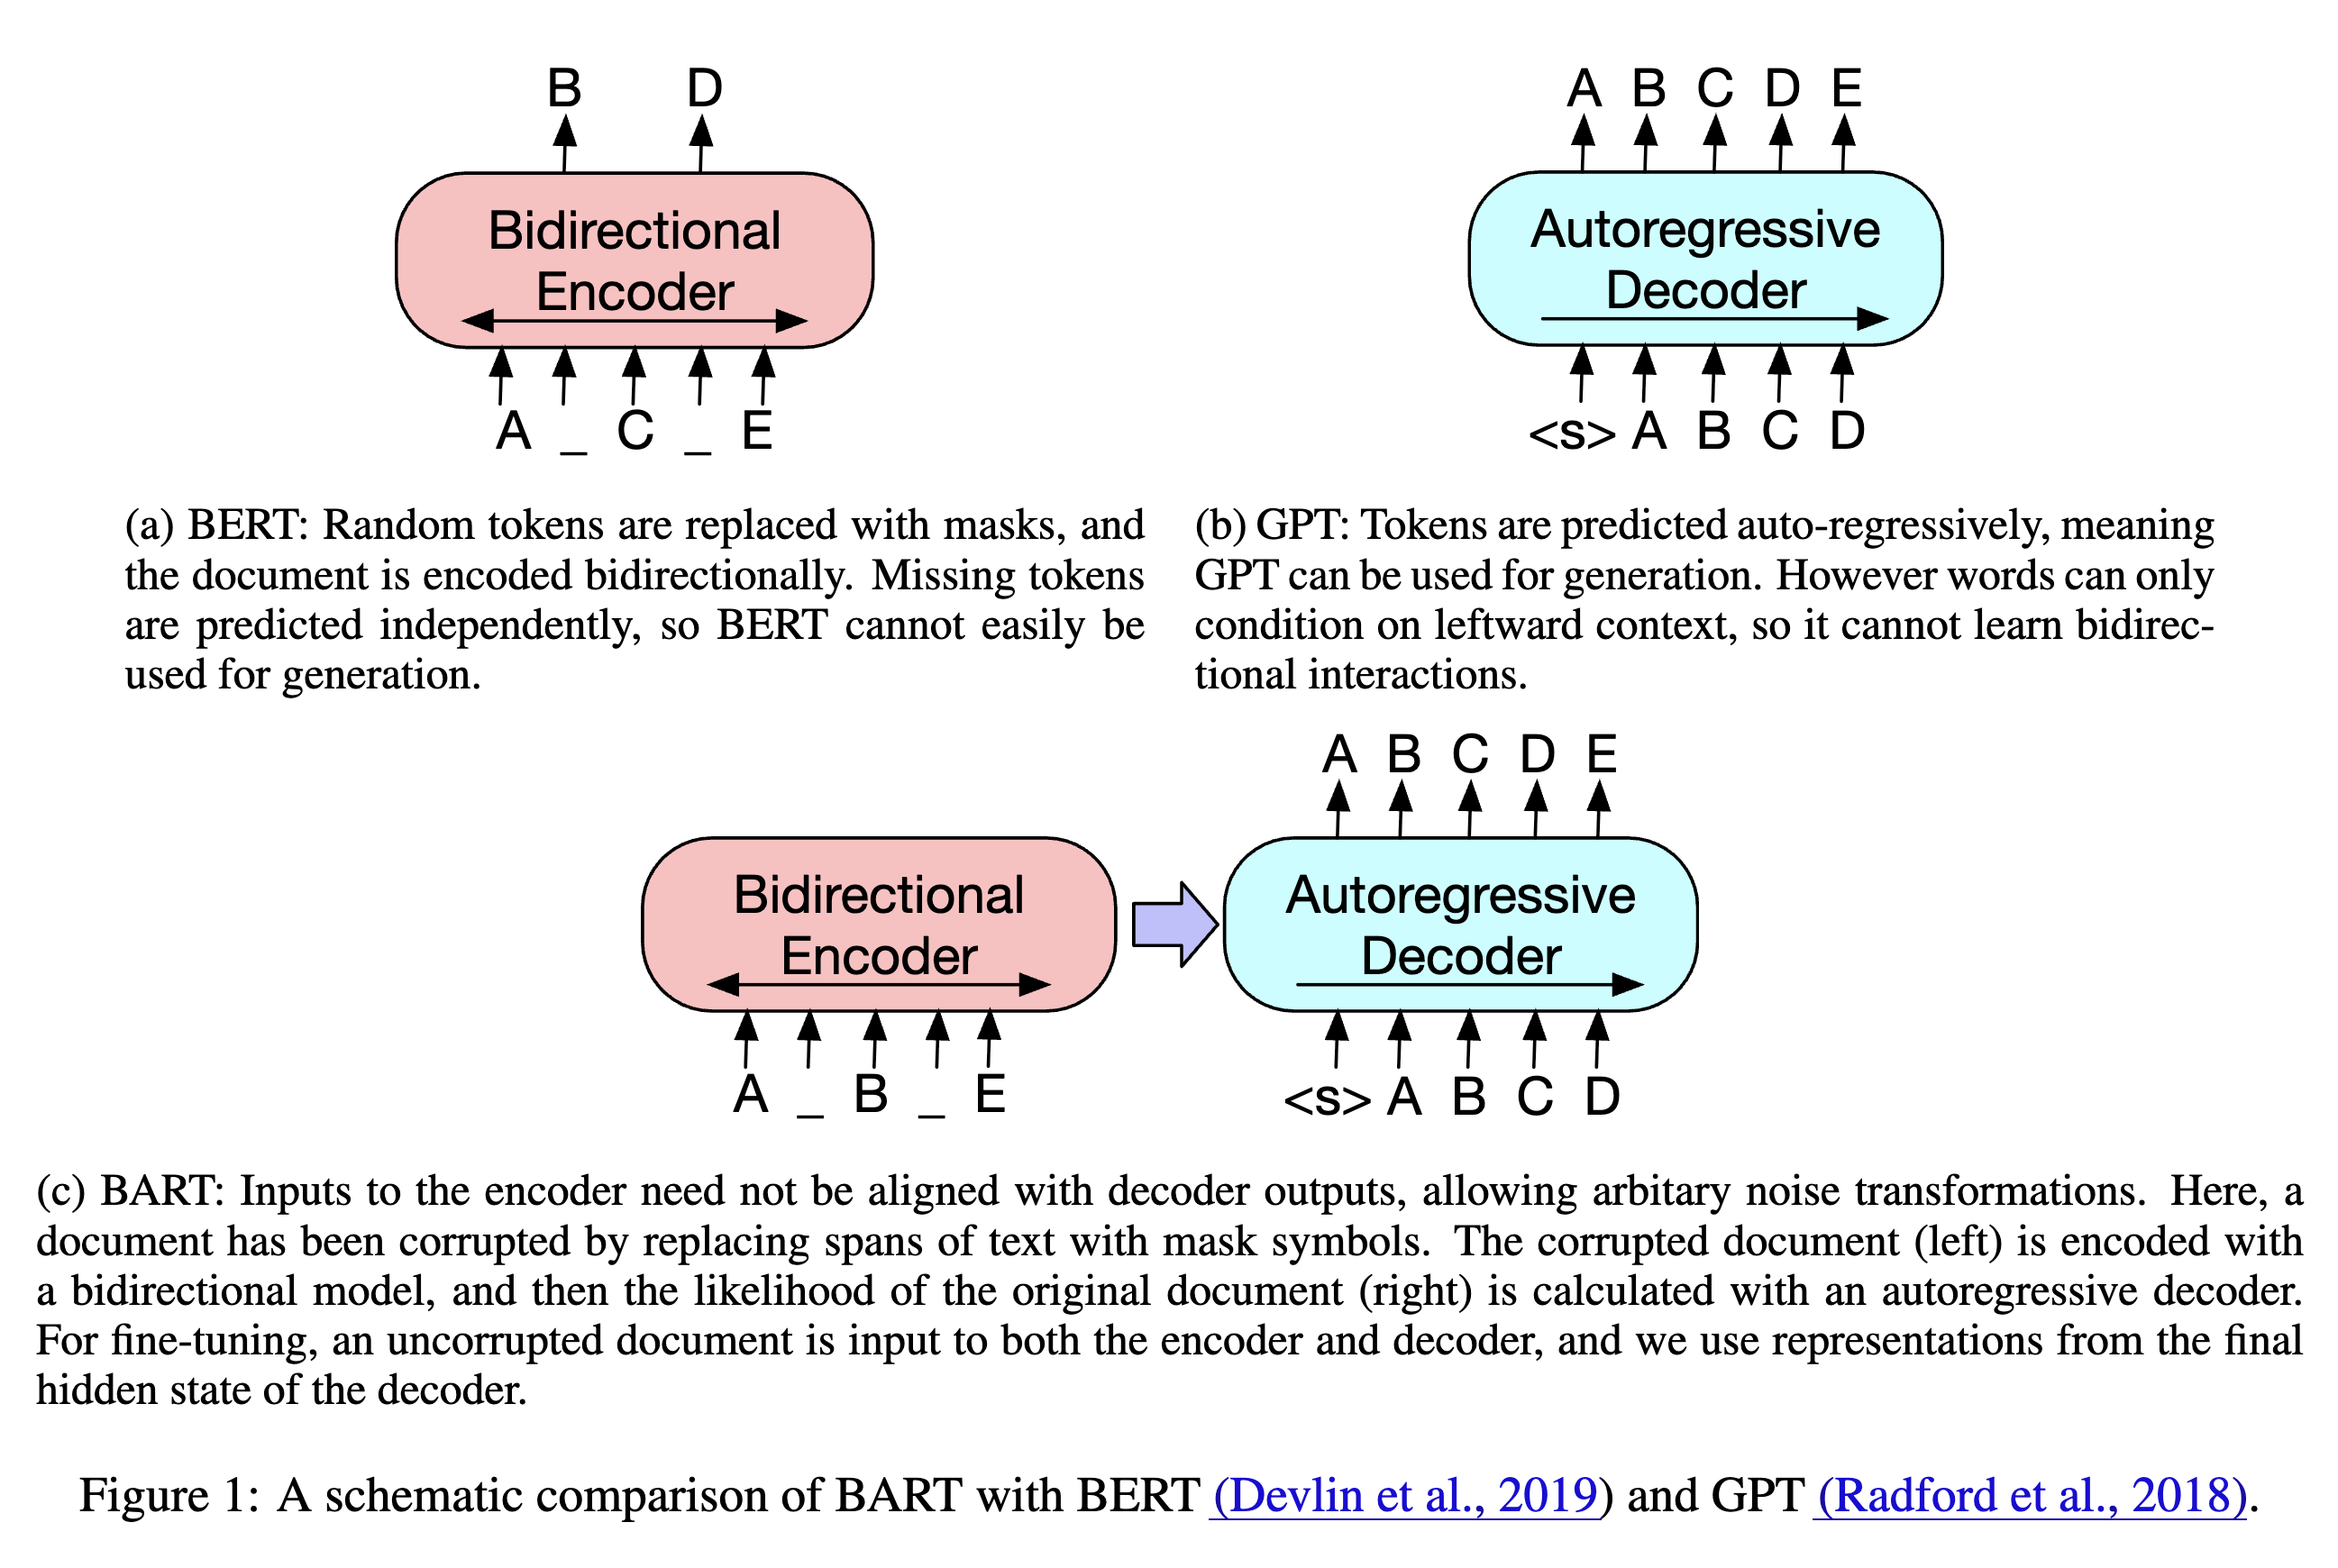 B D
Bidirectional
Encoder
A _ C _ E
(a) BERT: Random tokens are replaced with masks, and
the document is encoded bidirectionally. Missing tokens
are predicted independently, so BERT cannot easily be
used for generation.
A B C D E
Autoregressive
Decoder
<s> A B C D
(b) GPT: Tokens are predicted auto-regressively, meaning
GPT can be used for generation. However words can only
condition on leftward context, so it cannot learn bidirec-
tional interactions.
Bidirectional
Encoder
A _ B _ E
A B C D E
Autoregressive
Decoder
<s> A B C D
(c) BART: Inputs to the encoder need not be aligned with decoder outputs, allowing arbitary noise transformations. Here, a
document has been corrupted by replacing spans of text with mask symbols. The corrupted document (left) is encoded with
a bidirectional model, and then the likelihood of the original document (right) is calculated with an autoregressive decoder.
For fine-tuning, an uncorrupted document is input to both the encoder and decoder, and we use representations from the final
hidden state of the decoder.
Figure 1: A schematic comparison of BART with BERT (Devlin et al., 2019) and GPT (Radford et al., 2018).